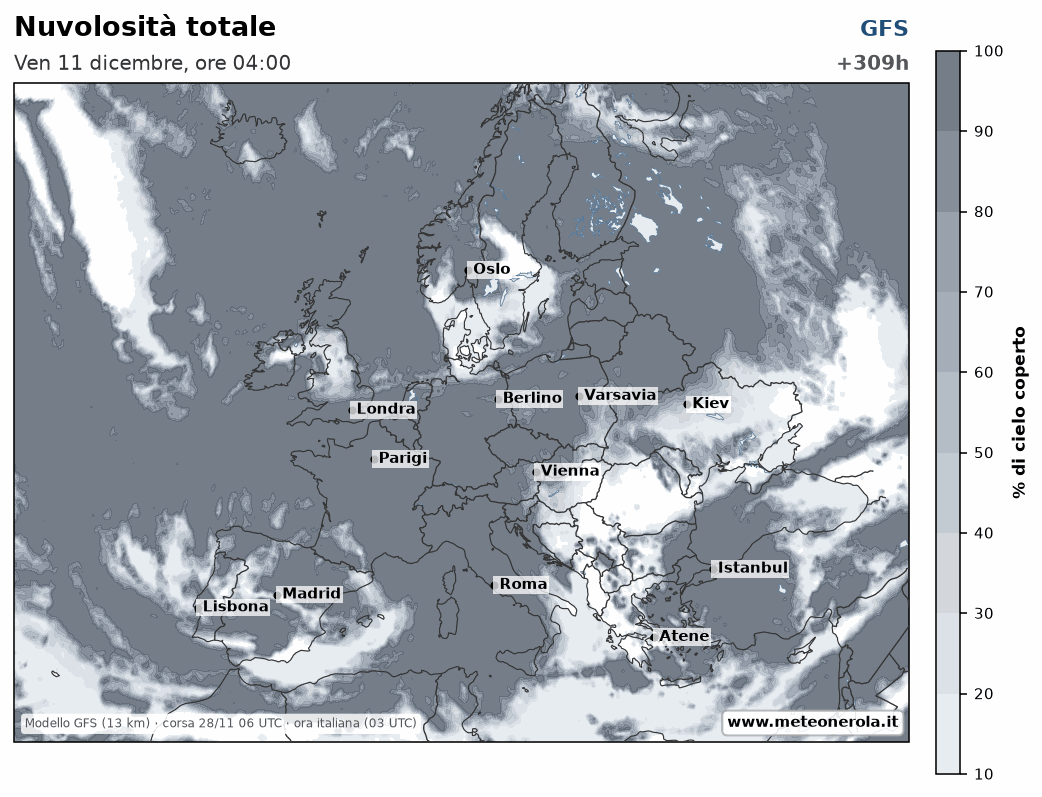 Nuvolosità totale
GFS
Ven 11 dicembre, ore 04:00
+309h
100
90
80
70
60
50
40
30
20
10
% di cielo coperto
Oslo
Londra
Berlino
Varsavia
Kiev
Parigi
Vienna
Istanbul
Roma
Madrid
Lisbona
Atene
Modello GFS (13 km) · corsa 28/11 06 UTC · ora italiana (03 UTC)
www.meteonerola.it